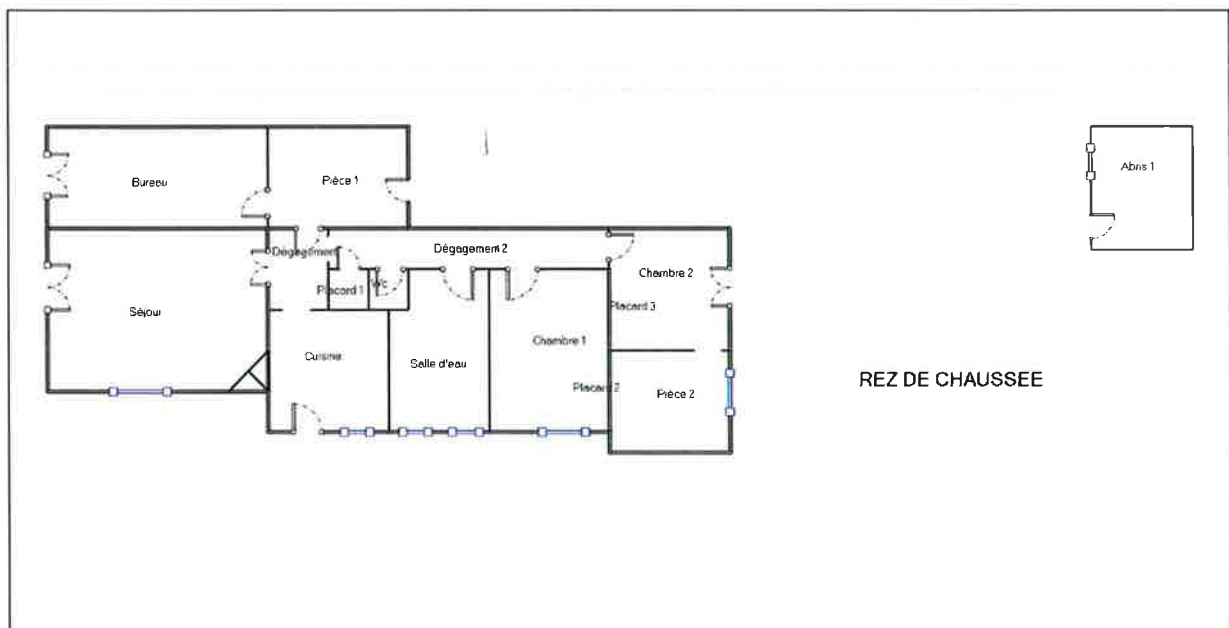 Bureau
Pièce 1
Abris 1
Dégagement
Dégagement 2
Chambre 2
Placard 1
Wc
Placard 3
Séjour
Chambre 1
Cuisine
Salle d'eau
REZ DE CHAUSSEE
Placard 2
Pièce 2